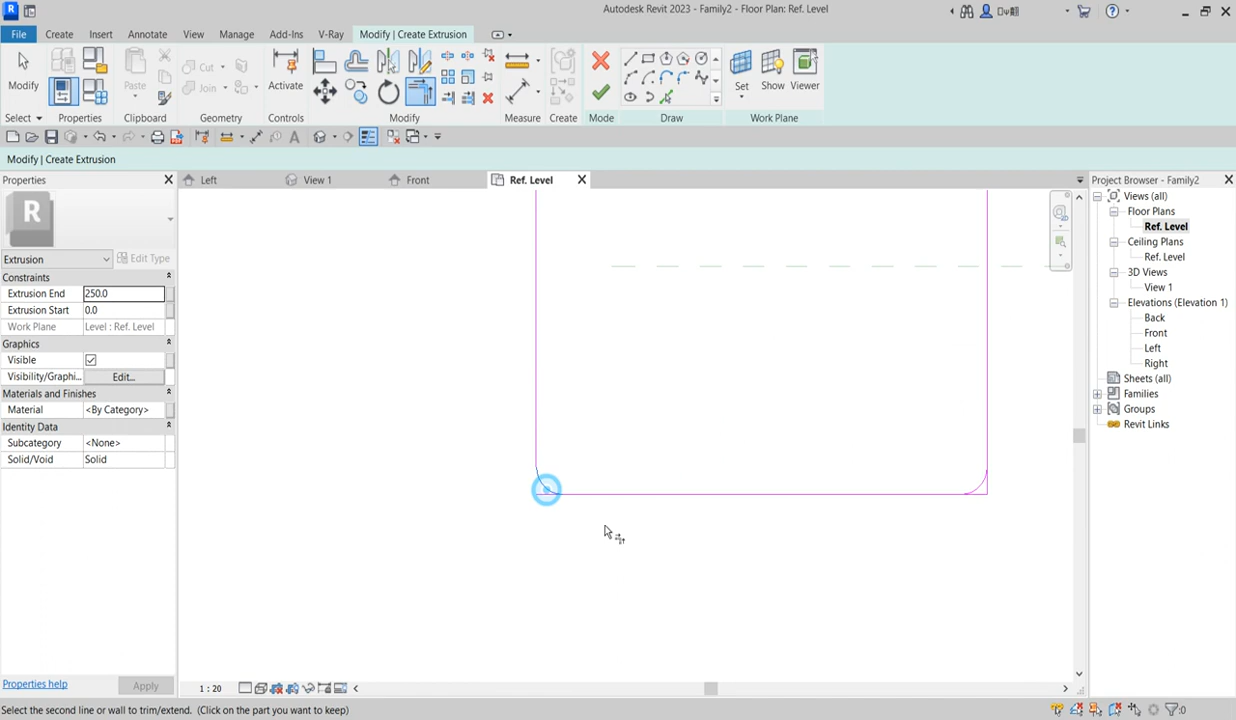 Autodesk Revit 2023 - Family2 - Floor Plan: Ref. Level
File Create Insert Annotate View Manage Add-Ins V-Ray Modify | Create Extrusion
Modify Paste Cut Join Activate Set Show Viewer
Select Properties Clipboard Geometry Controls Modify Measure Create Mode Draw Work Plane
Modify | Create Extrusion
Properties
Left
View 1
Front
Ref. Level
Project Browser - Family2
R
Extrusion
Edit Type
Constraints
Extrusion End 250.0
Extrusion Start 0.0
Work Plane Level : Ref. Level
Graphics
Visible
Visibility/Graphi... Edit...
Materials and Finishes
Material <By Category>
Identity Data
Subcategory <None>
Solid/Void Solid
Views (all)
Floor Plans
Ref. Level
Ceiling Plans
Ref. Level
3D Views
View 1
Elevations (Elevation 1)
Back
Front
Left
Right
Sheets (all)
Families
Groups
Revit Links
Properties help
Apply
1 : 20
Select the second line or wall to trim/extend. (Click on the part you want to keep)
:0